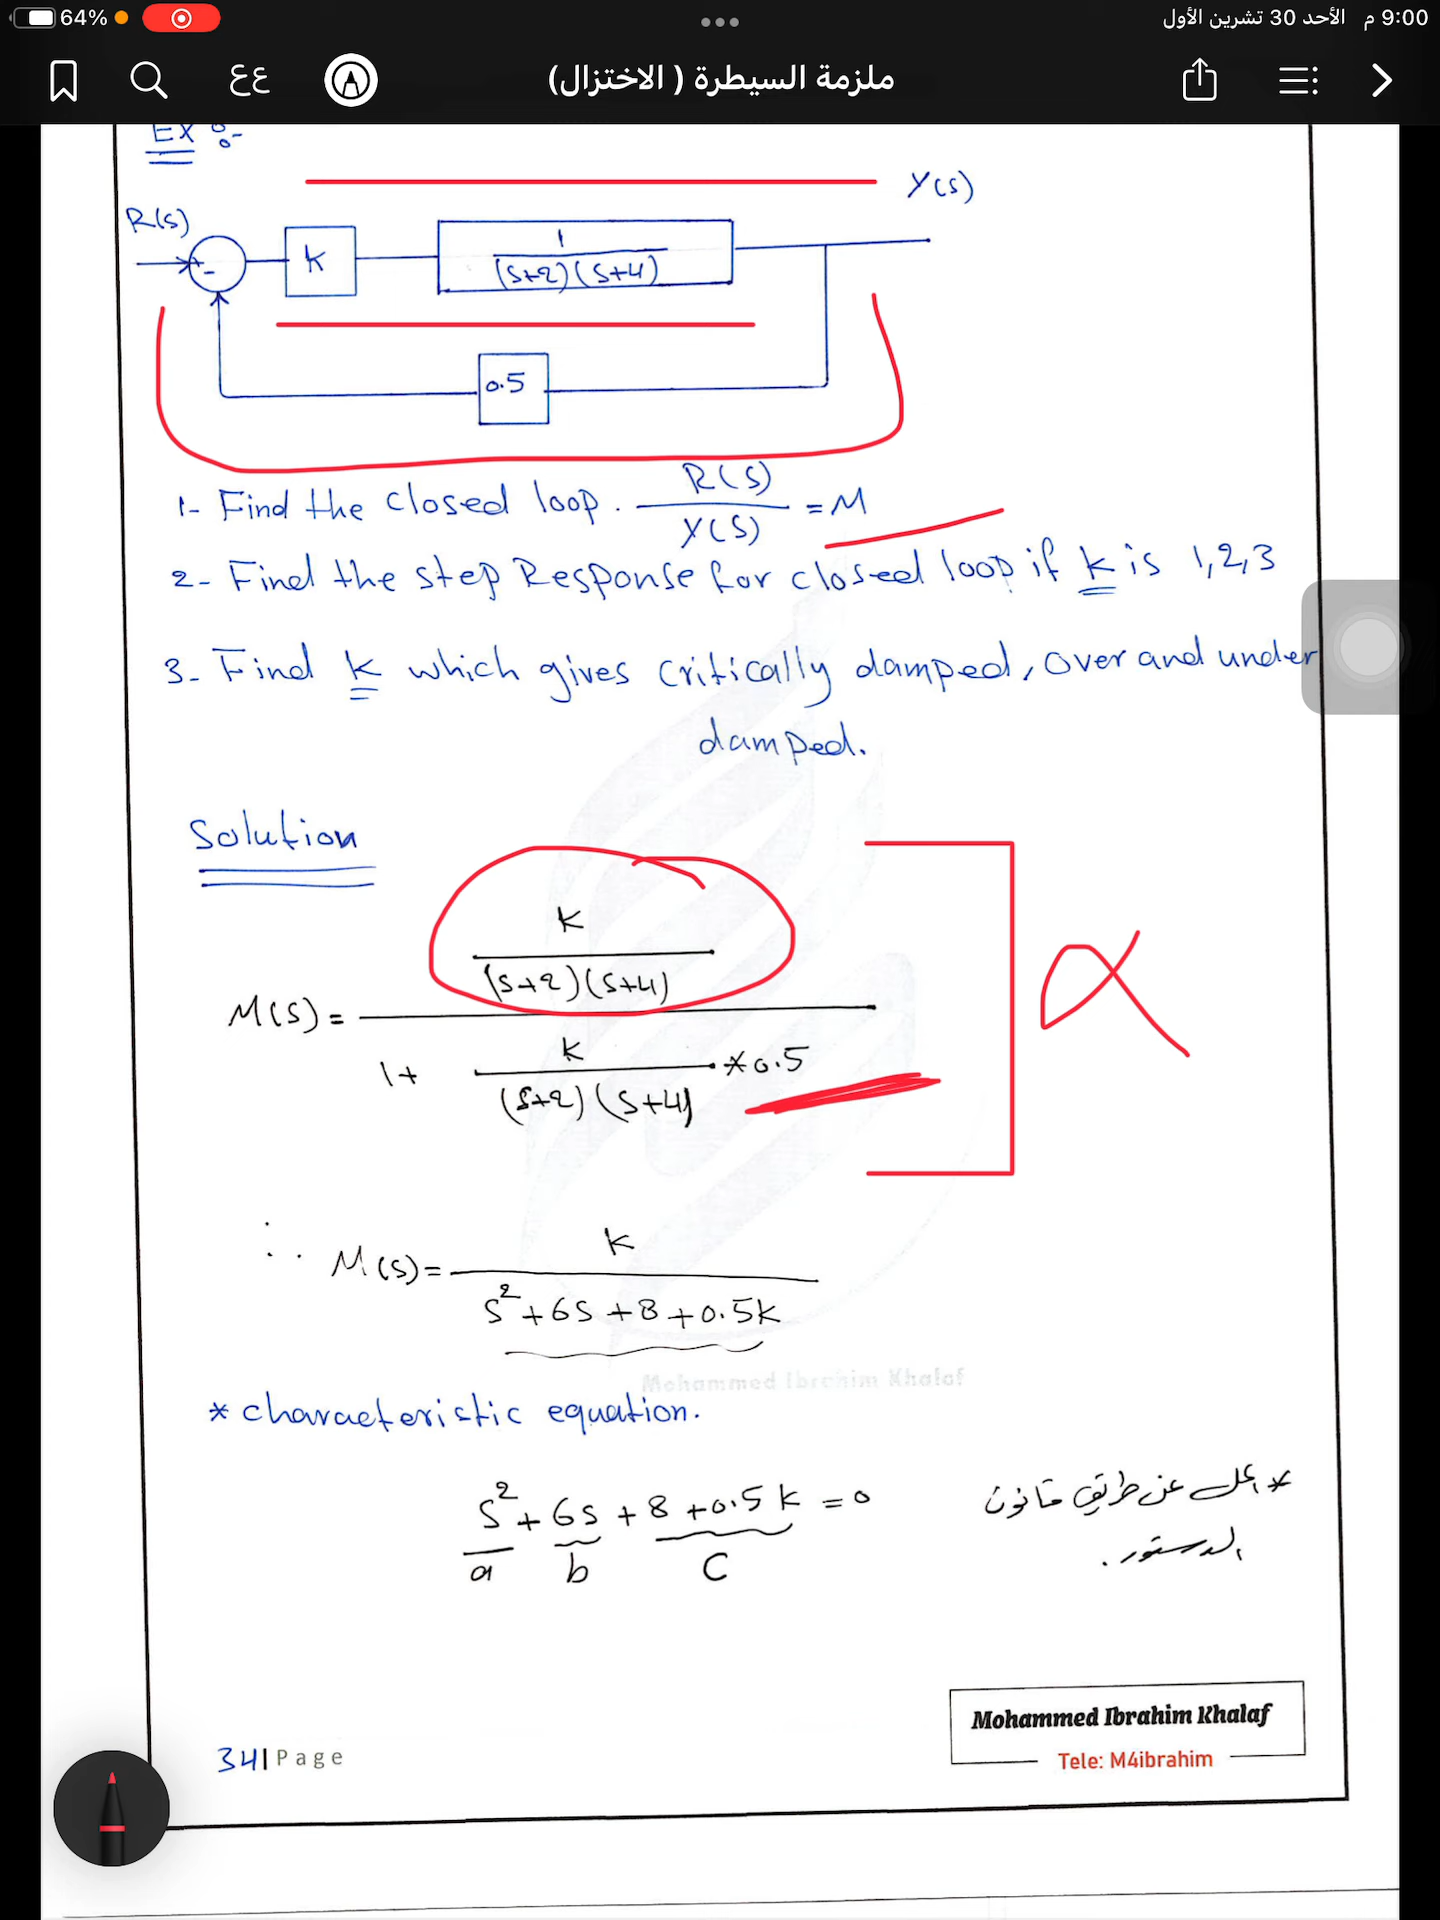 64%
9:00 م الأحد 30 تشرين الأول
ملزمة السيطرة ( الاختزال)
عع
EX :-
R(s)
Y(s)
-
k
1
(s+2)(s+4)
0.5
1- Find the closed loop. R(s) / Y(s) = M
2- Find the step Response for closed loop if k is 1,2,3
3- Find k which gives critically damped, over and under
damped.
Solution
M(s) = k / (s+2)(s+4)
1+ k / (s+2)(s+4) * 0.5
α
∴ M(s) = k / s²+6s+8+0.5k
Mohammed Ibrahim Khalaf
* characteristic equation.
s² + 6s + 8 + 0.5k = 0
a b c
* عن طريق قانون
الدستور.
Mohammed Ibrahim Khalaf
Tele: M4ibrahim
34|Page